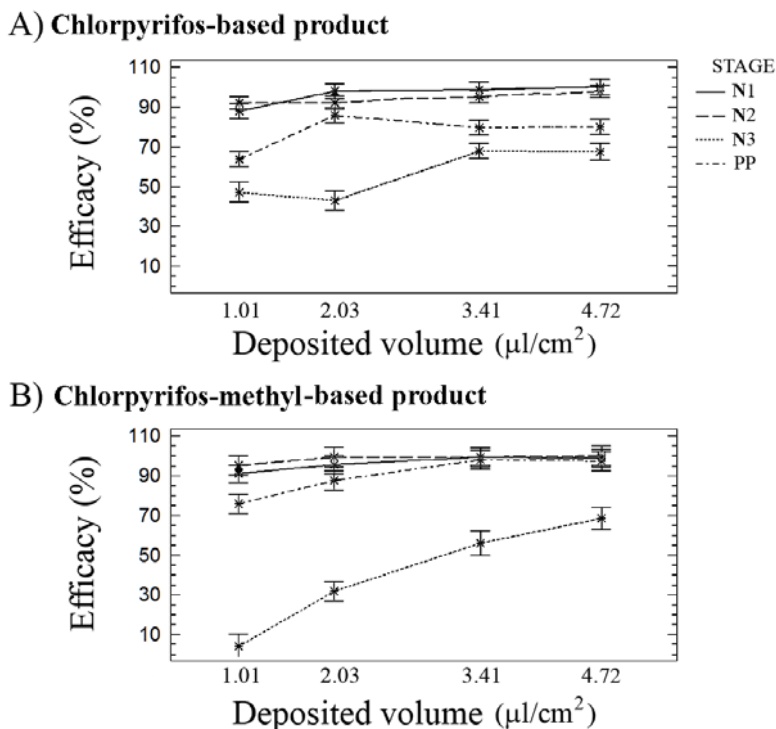 A) Chlorpyrifos-based product
110
90
70
50
30
10
Efficacy (%)
1.01 2.03 3.41 4.72
Deposited volume (µl/cm²)
STAGE
N1
N2
N3
PP
B) Chlorpyrifos-methyl-based product
110
90
70
50
30
10
Efficacy (%)
1.01 2.03 3.41 4.72
Deposited volume (µl/cm²)